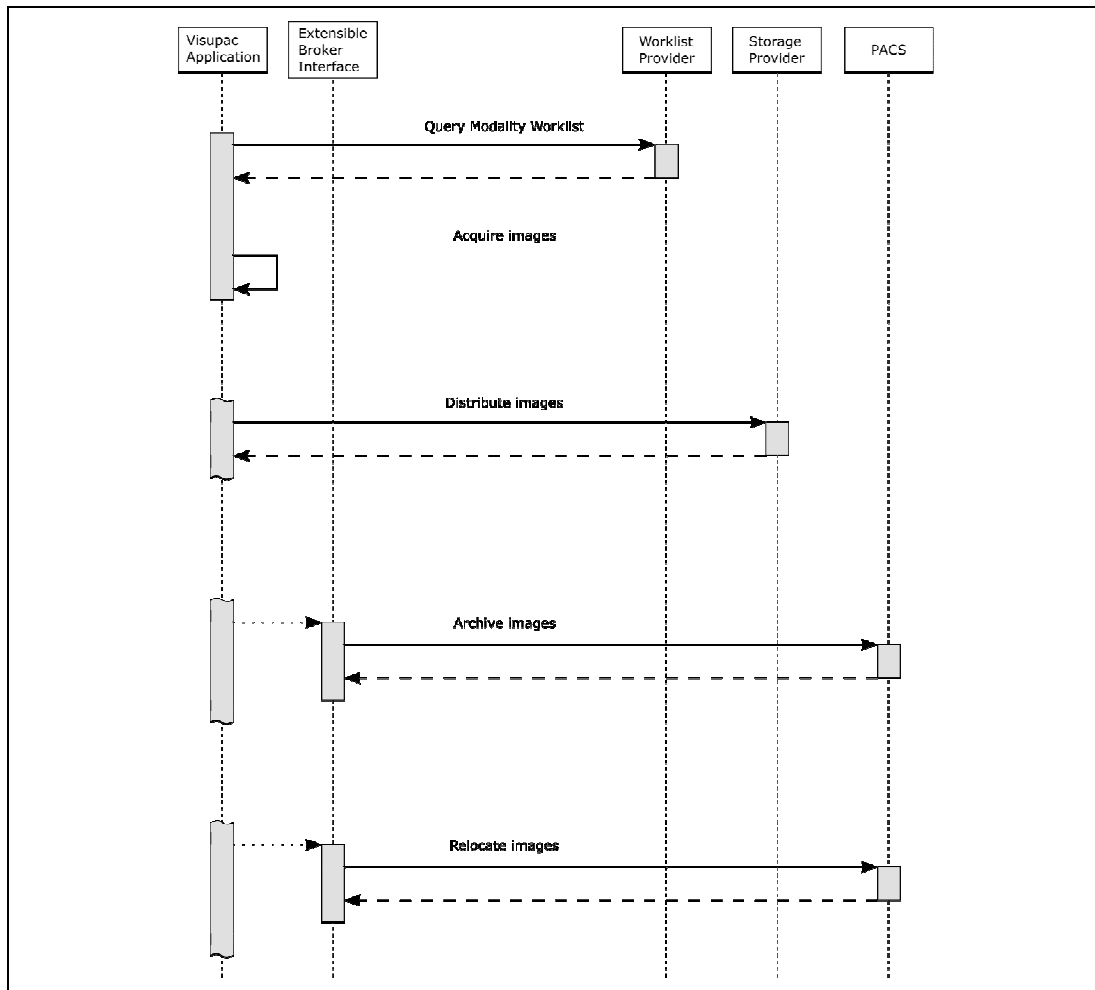 Visupac
Application
Extensible
Broker
Interface
Worklist
Provider
Storage
Provider
PACS
Query Modality Worklist
Acquire images
Distribute images
Archive images
Relocate images